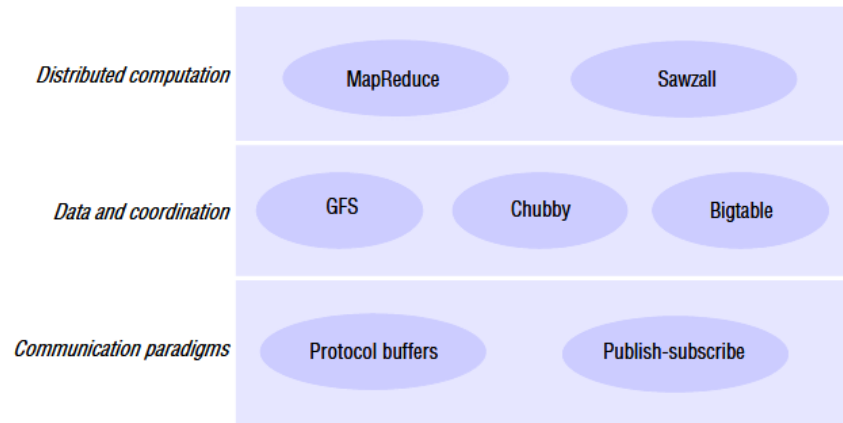 Distributed computation
MapReduce
Sawzall
Data and coordination
GFS
Chubby
Bigtable
Communication paradigms
Protocol buffers
Publish-subscribe